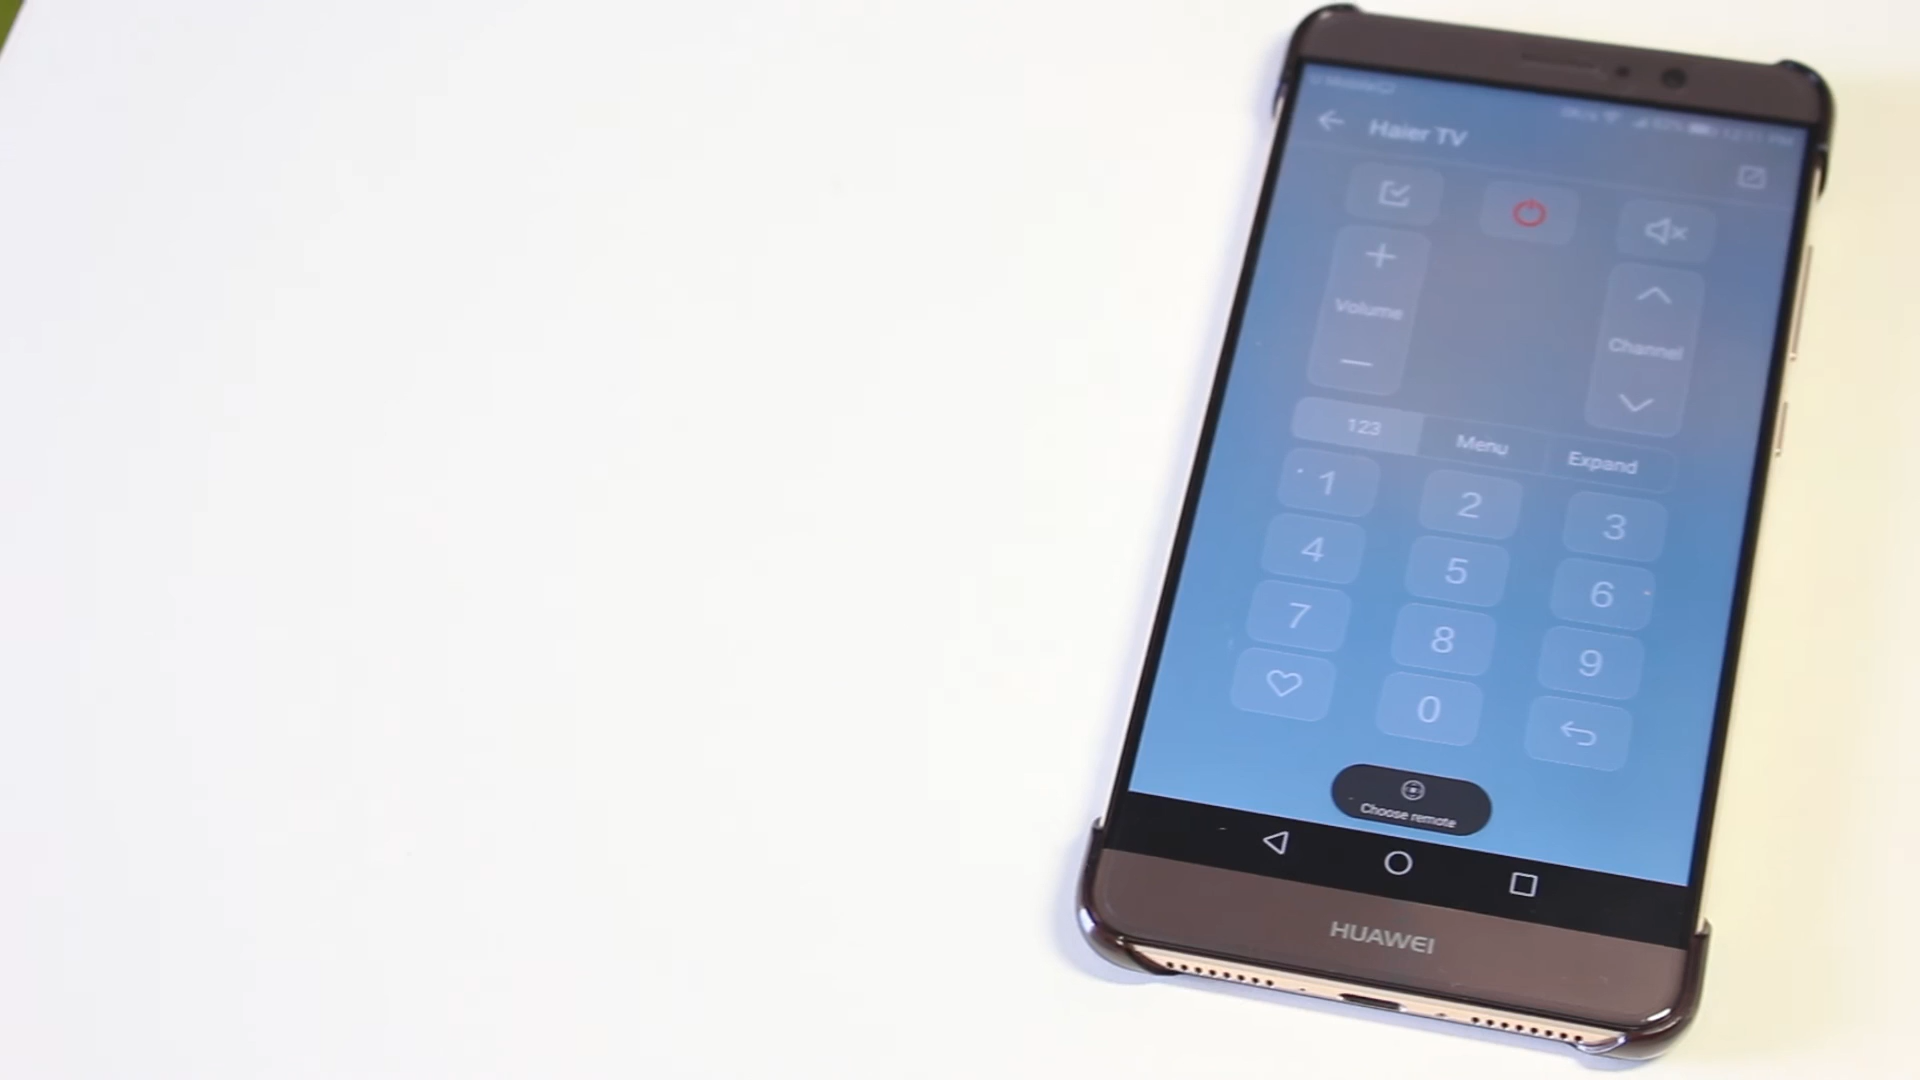 Haier TV
Volume
Channel
123 Menu Expand
1 2 3
4 5 6
7 8 9
0
Choose remote
HUAWEI